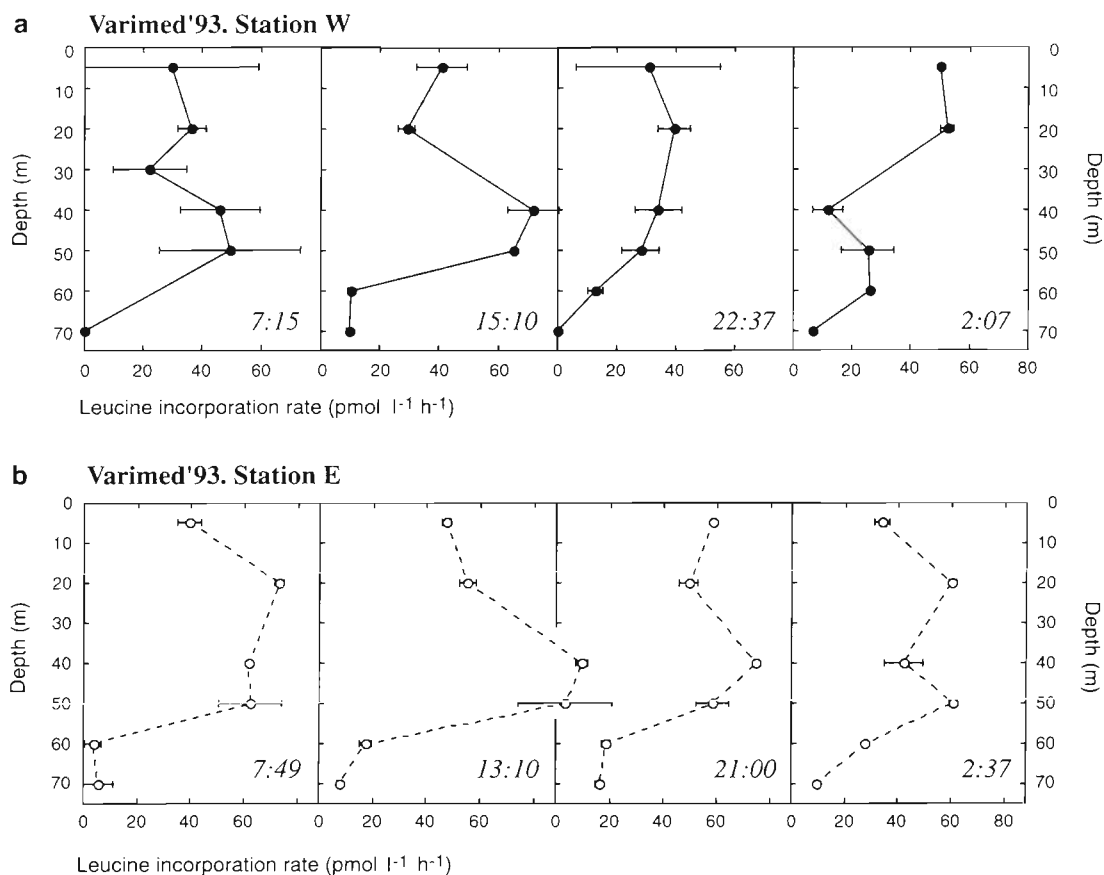 a Varimed'93. Station W
0 0
10 10
20 20
30 30
40 40
50 50
60 60
70 70
Depth (m)
Depth (m)
7:15 15:10 22:37 2:07
0 20 40 60 0 20 40 60 0 20 40 60 0 20 40 60 80
Leucine incorporation rate (pmol l-1 h-1)
b Varimed'93. Station E
0 0
10 10
20 20
30 30
40 40
50 50
60 60
70 70
Depth (m)
Depth (m)
7:49 13:10 21:00 2:37
0 20 40 60 0 20 40 60 0 20 40 60 0 20 40 60 80
Leucine incorporation rate (pmol l-1 h-1)